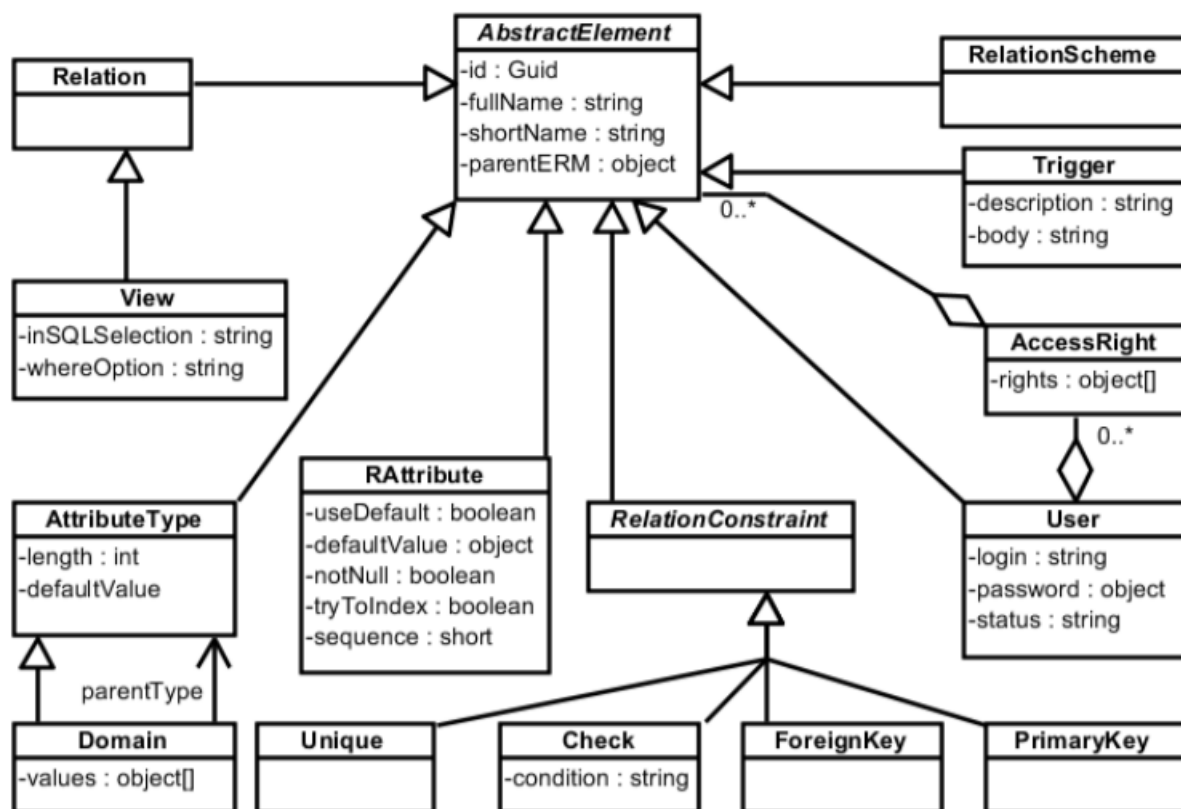 AbstractElement
-id : Guid
-fullName : string
-shortName : string
-parentERM : object
Relation
RelationScheme
Trigger
-description : string
-body : string
0..*
View
-inSQLSelection : string
-whereOption : string
AccessRight
-rights : object[]
0..*
AttributeType
-length : int
-defaultValue
RAttribute
-useDefault : boolean
-defaultValue : object
-notNull : boolean
-tryToIndex : boolean
-sequence : short
RelationConstraint
User
-login : string
-password : object
-status : string
parentType
Domain
-values : object[]
Unique
Check
-condition : string
ForeignKey
PrimaryKey